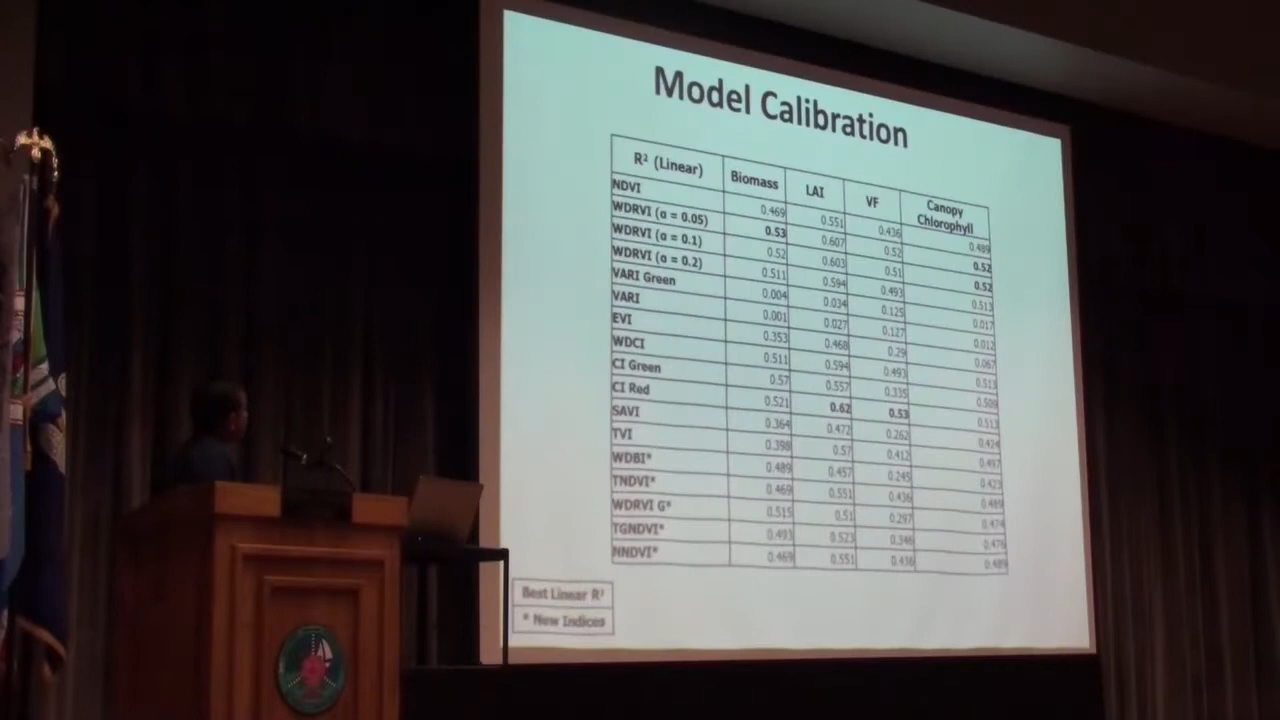 Model Calibration
R² (Linear) Biomass LAI VF Canopy Chlorophyll
NDVI 0.469 0.551 0.436 0.489
WDRVI (α = 0.05) 0.53 0.607 0.52 0.52
WDRVI (α = 0.1) 0.52 0.603 0.51 0.52
WDRVI (α = 0.2) 0.511 0.594 0.493 0.513
VARI Green 0.004 0.034 0.125 0.017
VARI 0.001 0.027 0.127 0.012
EVI 0.353 0.468 0.29 0.067
WDCI 0.511 0.594 0.493 0.513
CI Green 0.57 0.557 0.335 0.509
CI Red 0.521 0.62 0.53 0.513
SAVI 0.364 0.472 0.262 0.424
TVI 0.398 0.57 0.412 0.497
WDBI* 0.489 0.457 0.245 0.423
TNDVI* 0.469 0.551 0.436 0.489
WDRVI G* 0.515 0.51 0.297 0.474
TGNDVI* 0.493 0.523 0.346 0.476
NNDVI* 0.469 0.551 0.436 0.489
Best Linear R²
* New Indices